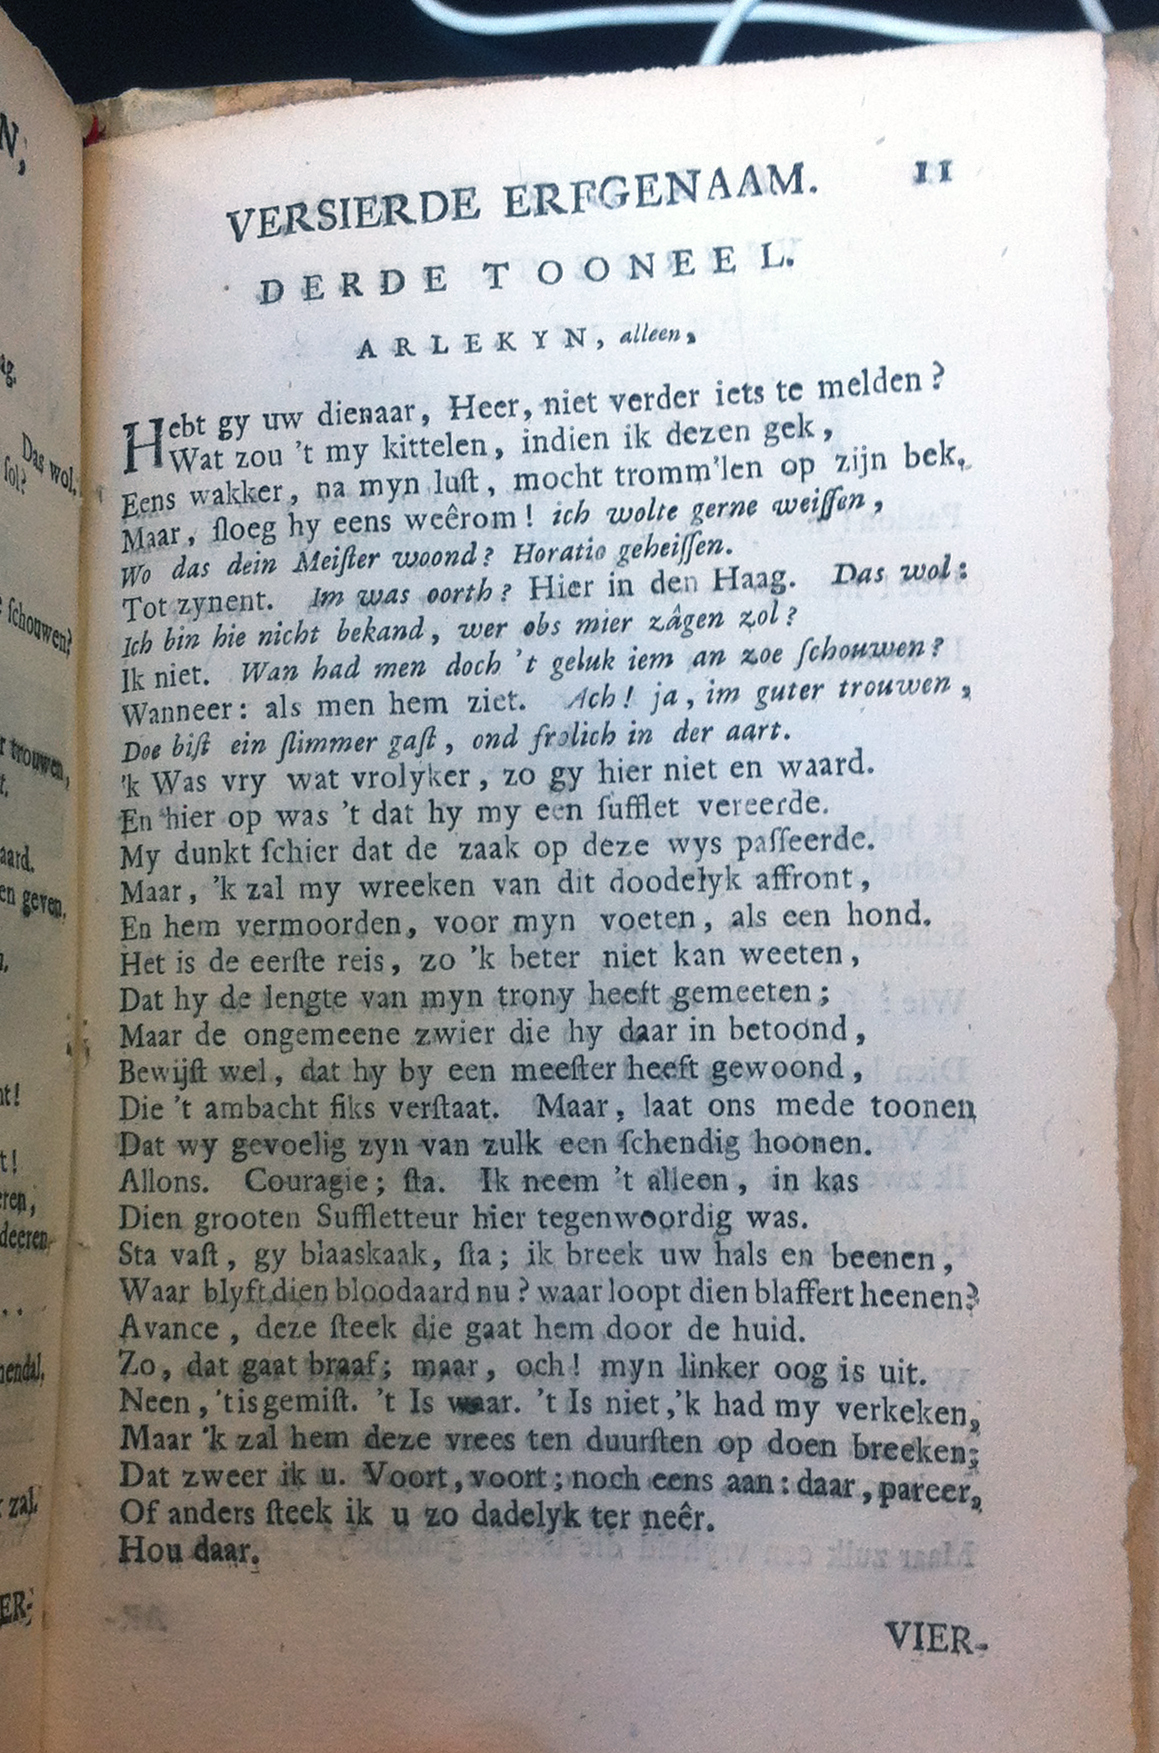 VERSIERDE ERFGENAAM. 11
DERDE TOONEEL.
ARLEKYN, alleen,
Hebt gy uw dienaar, Heer, niet verder iets te melden?
Wat zou 't my kittelen, indien ik dezen gek,
Eens wakker, na myn luſt, mocht tromm'len op zijn bek.
Maar, ſloeg hy eens weêrom! ich wolte gerne weiſſen,
Wo das dein Meiſter woond? Horatio geheiſſen.
Tot zynent. Im was oorth? Hier in den Haag. Das wol:
Ich bin hie nicht bekand, wer obs mier zâgen zol?
Ik niet. Wan had men doch 't geluk iem an zoe ſchouwen?
Wanneer: als men hem ziet. Ach! ja, im guter trouwen,
Doe biſt ein ſlimmer gaſt, ond frolich in der aart.
'k Was vry wat vrolyker, zo gy hier niet en waard.
En hier op was 't dat hy my een ſufflet vereerde.
My dunkt ſchier dat de zaak op deze wys paſſeerde.
Maar, 'k zal my wreeken van dit doodelyk affront,
En hem vermoorden, voor myn voeten, als een hond.
Het is de eerſte reis, zo 'k beter niet kan weeten,
Dat hy de lengte van myn trony heeft gemeeten;
Maar de ongemeene zwier die hy daar in betoond,
Bewijſt wel, dat hy by een meeſter heeft gewoond,
Die 't ambacht fiks verſtaat. Maar, laat ons mede toonen
Dat wy gevoelig zyn van zulk een ſchendig hoonen.
Allons. Couragie; ſta. Ik neem 't alleen, in kas
Dien grooten Suffletteur hier tegenwoordig was.
Sta vaſt, gy blaaskaak, ſta; ik breek uw hals en beenen,
Waar blyft dien bloodaard nu? waar loopt dien blaffert heenen?
Avance, deze ſteek die gaat hem door de huid.
Zo, dat gaat braaf; maar, och! myn linker oog is uit.
Neen, 't is gemiſt. 't Is waar. 't Is niet, 'k had my verkeken,
Maar 'k zal hem deze vrees ten duurſten op doen breeken;
Dat zweer ik u. Voort, voort; noch eens aan: daar, pareer,
Of anders ſteek ik u zo dadelyk ter neêr.
Hou daar.
VIER-